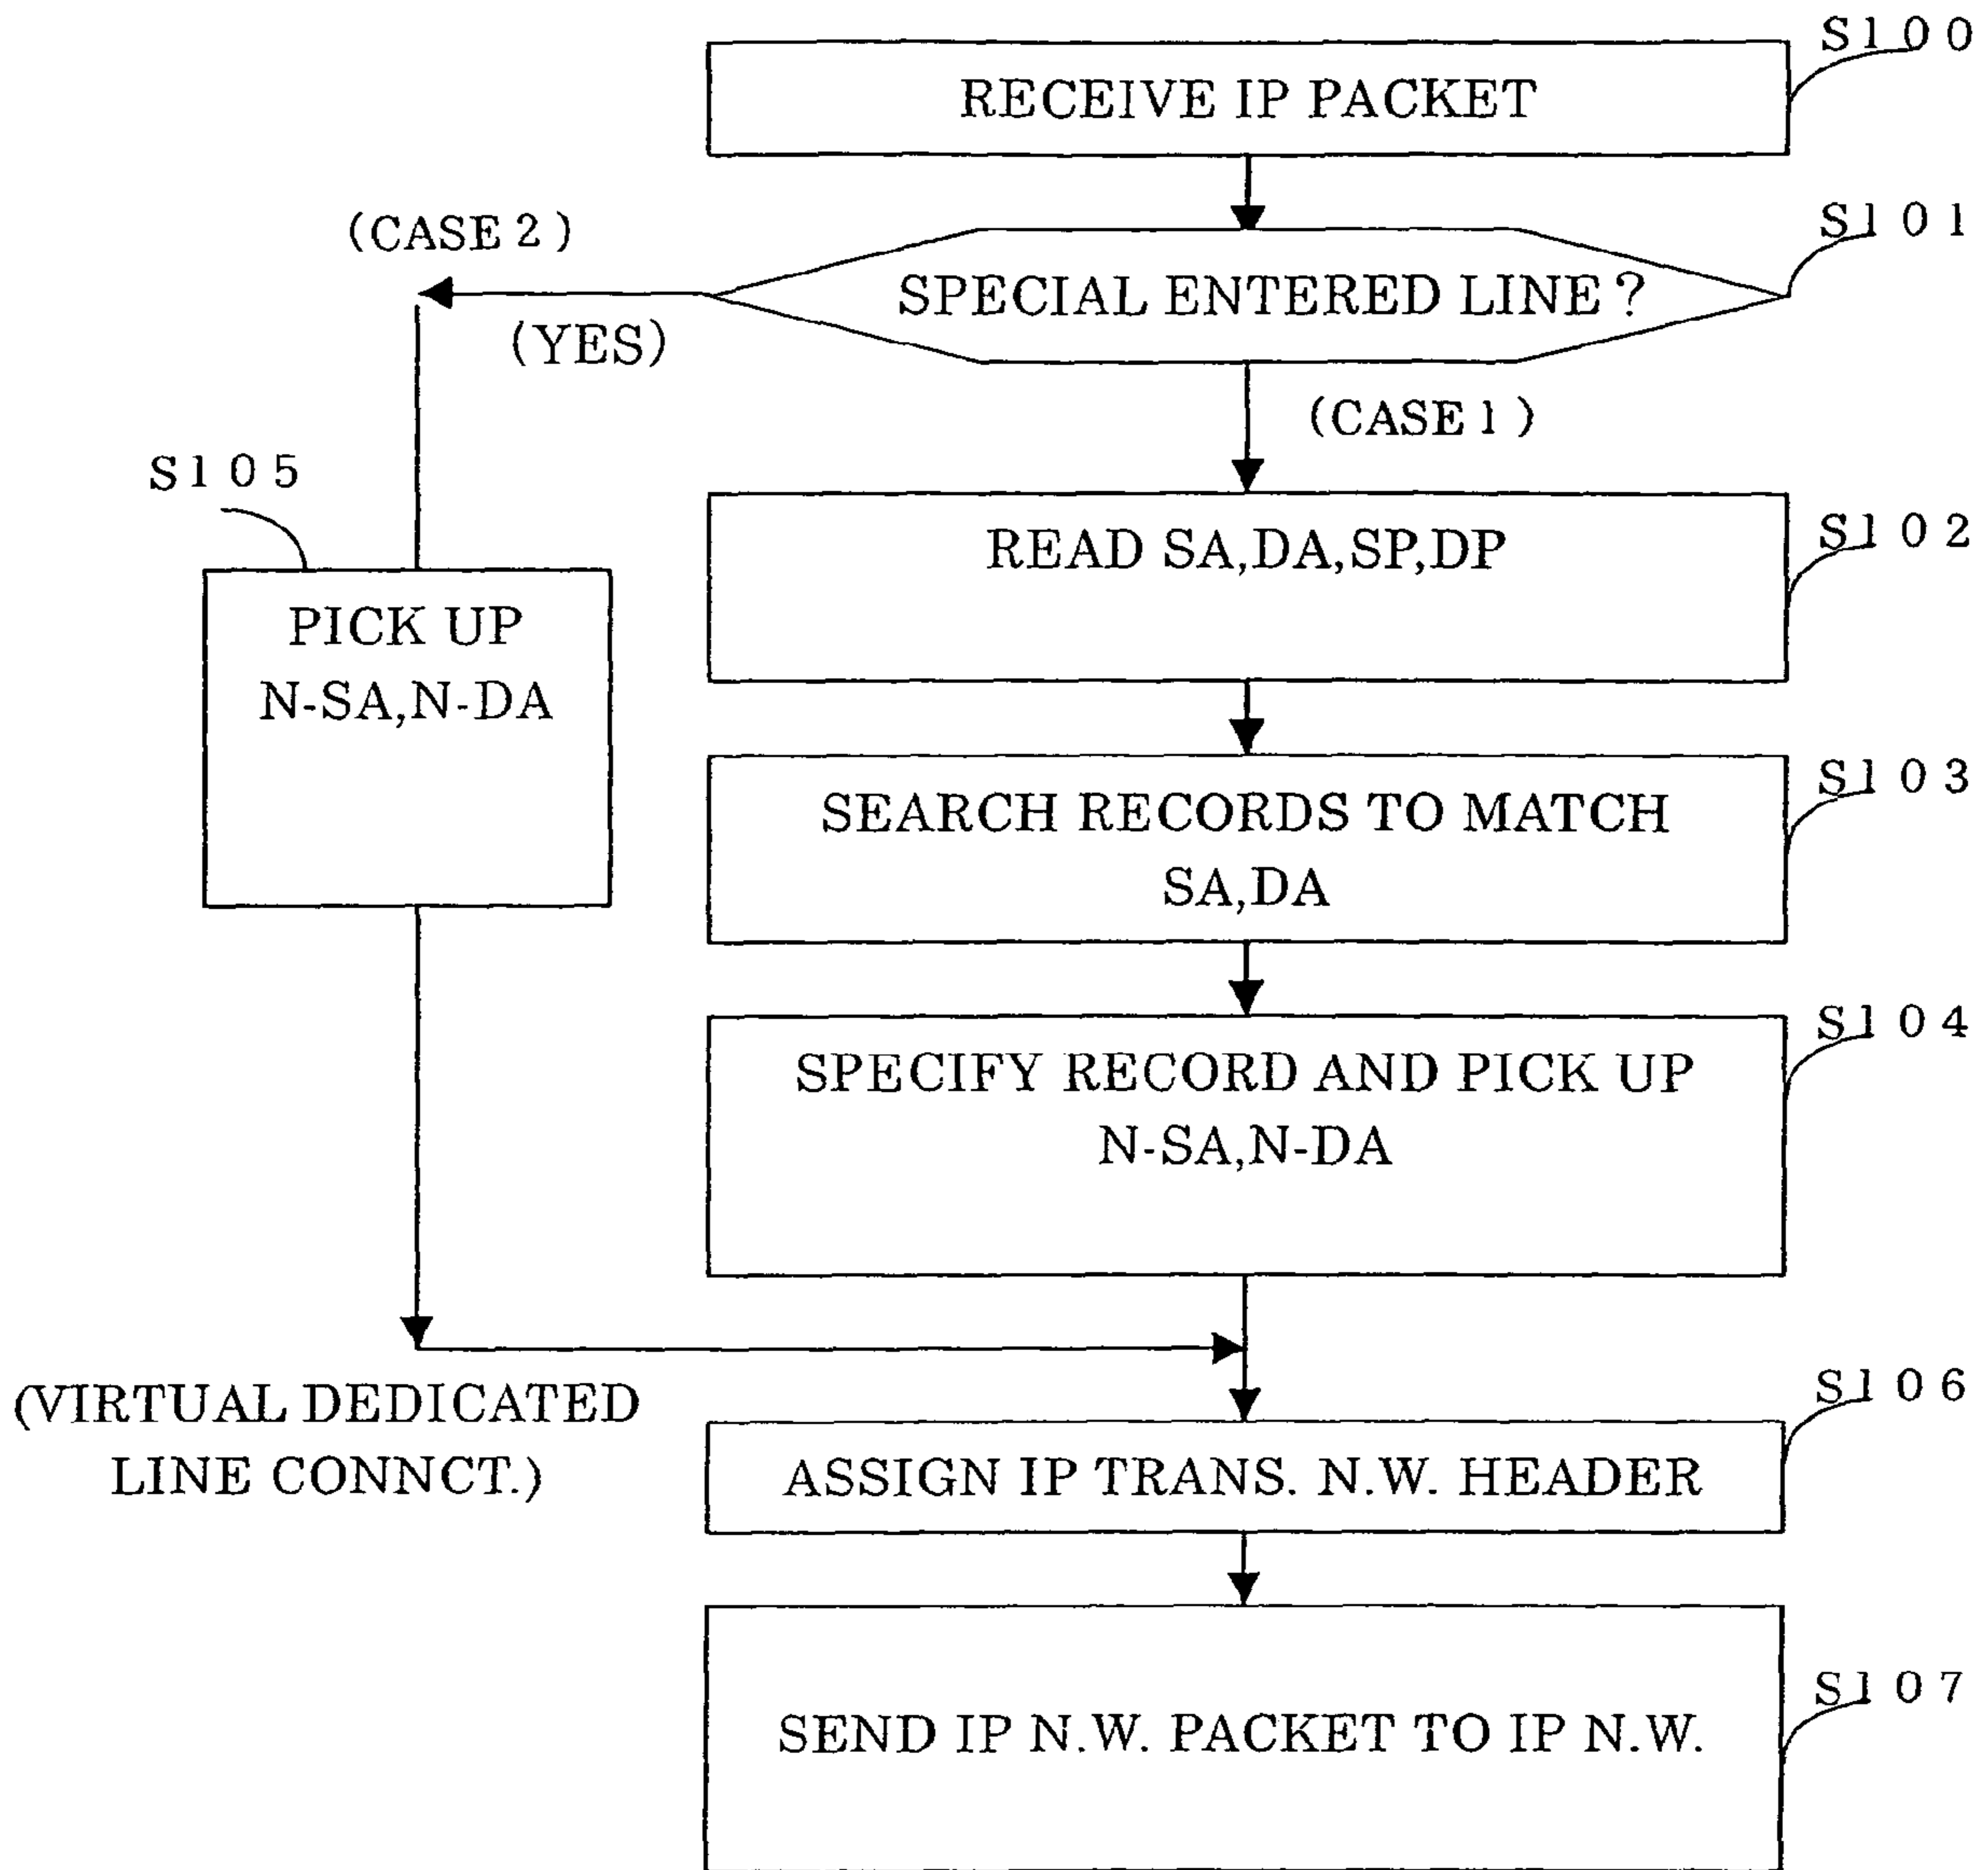 S100
RECEIVE IP PACKET
(CASE 2)
S101
SPECIAL ENTERED LINE?
(YES)
(CASE 1)
S105
S102
READ SA,DA,SP,DP
PICK UP
N-SA,N-DA
S103
SEARCH RECORDS TO MATCH
SA,DA
S104
SPECIFY RECORD AND PICK UP
N-SA,N-DA
(VIRTUAL DEDICATED
LINE CONNCT.)
S106
ASSIGN IP TRANS. N.W. HEADER
S107
SEND IP N.W. PACKET TO IP N.W.